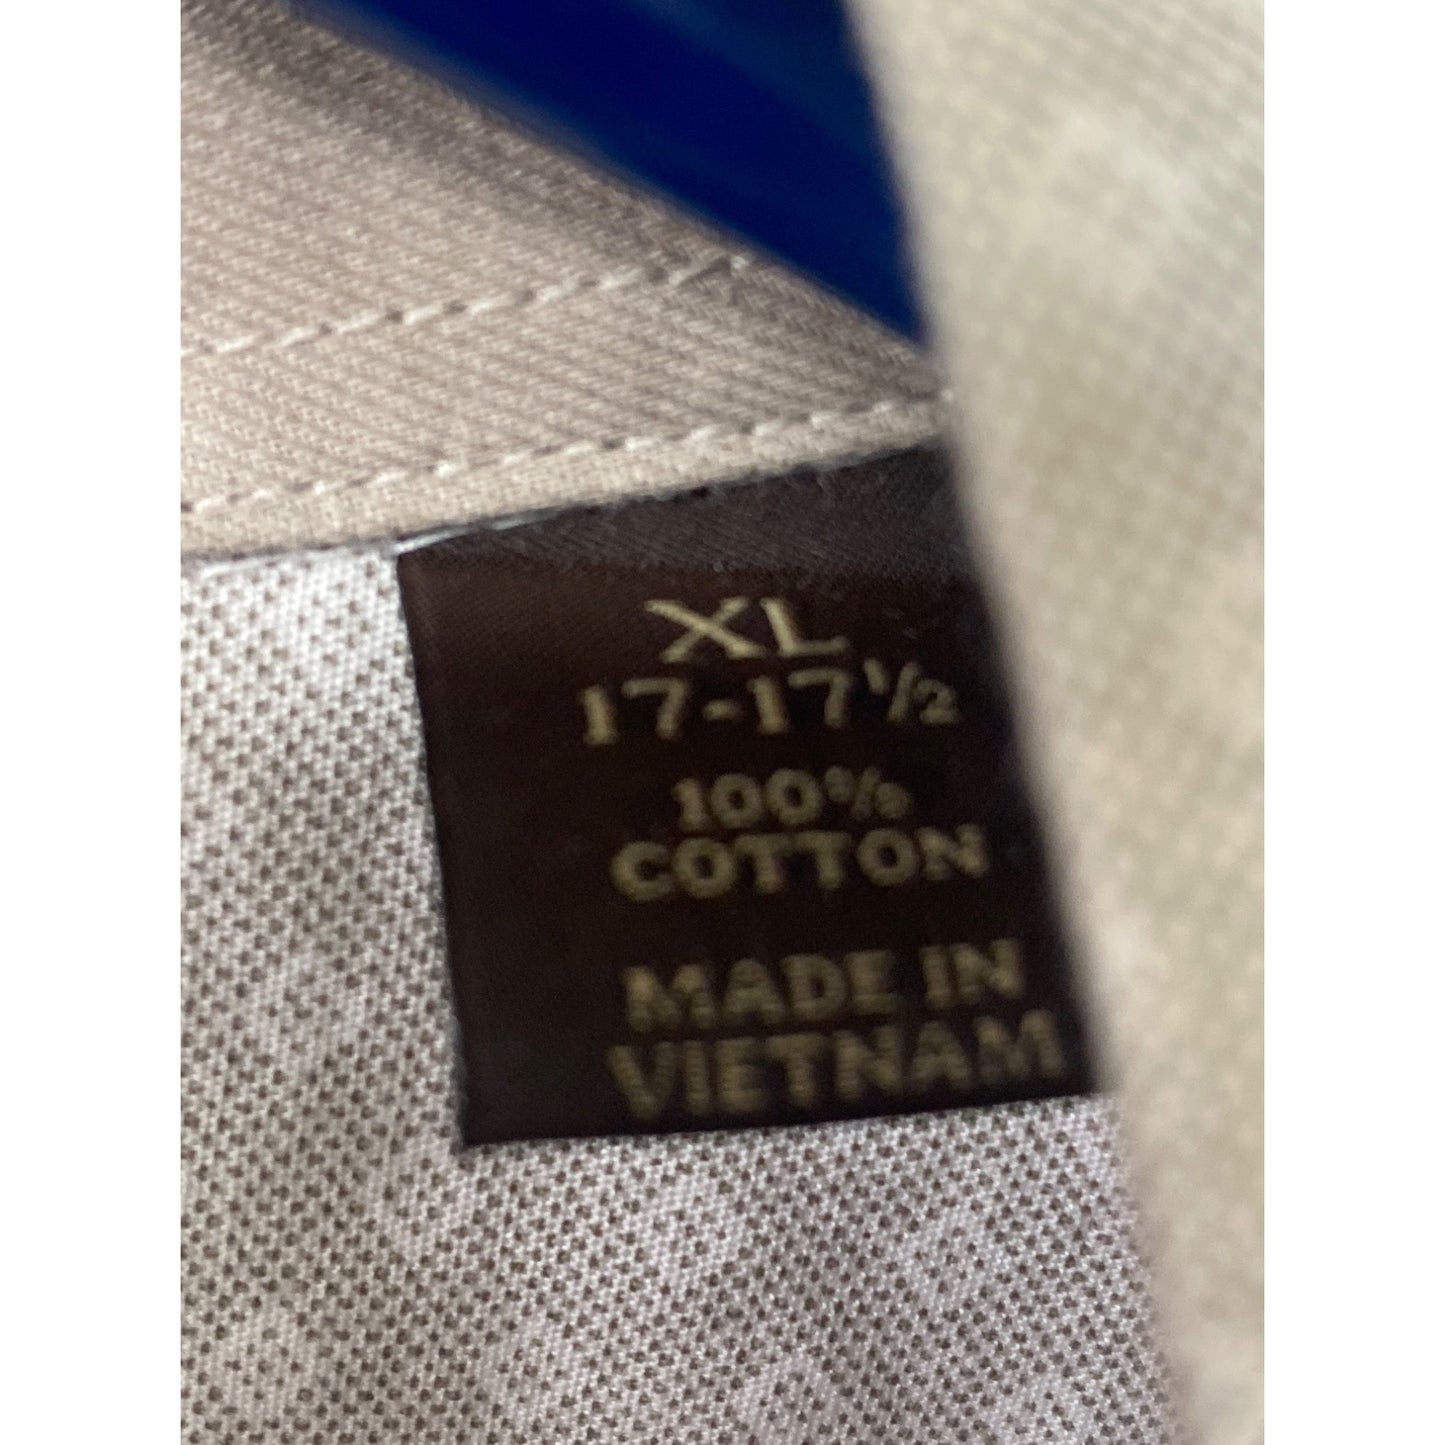 XL
17-17½
100%
COTTON
MADE IN
VIETNAM